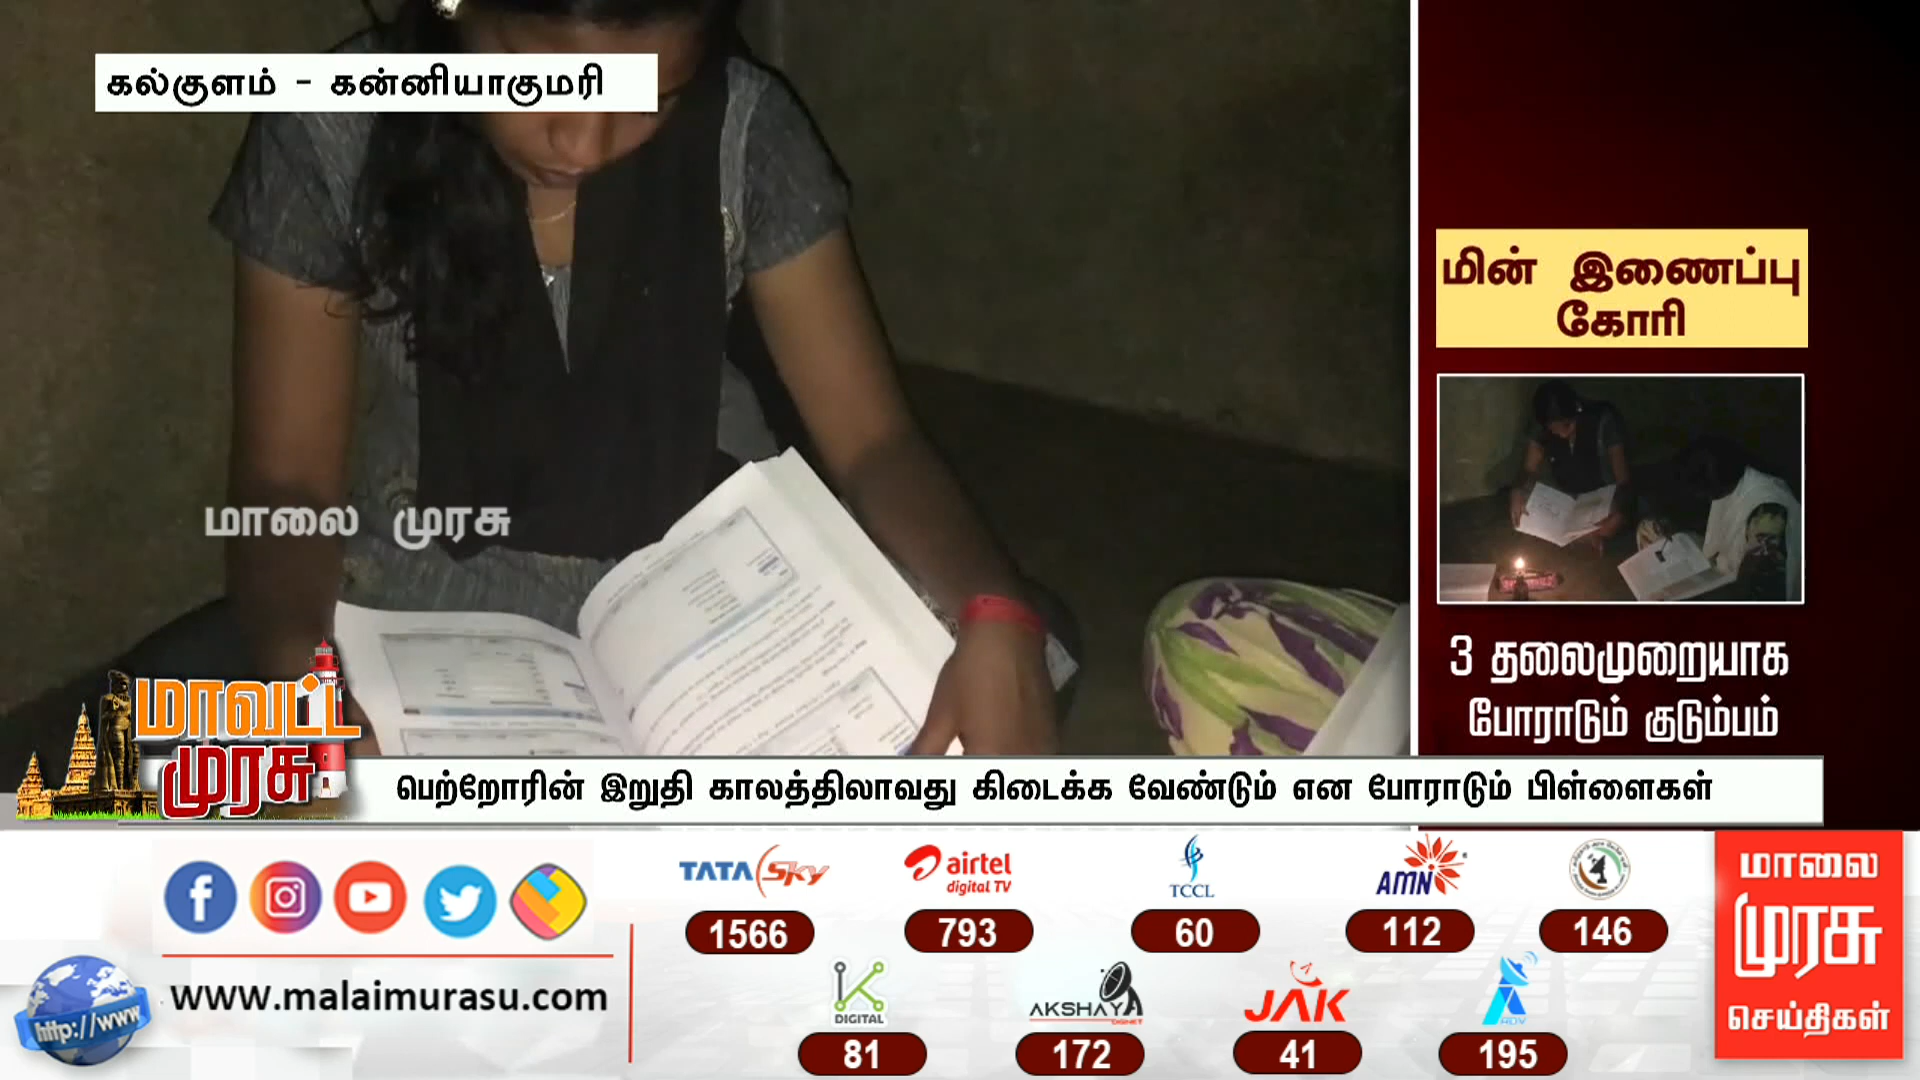 கல்குளம் - கன்னியாகுமரி
மின் இணைப்பு
கோரி
மாலை முரசு
3 தலைமுறையாக
போராடும் குடும்பம்
மாவட்ட
முரசு
பெற்றோரின் இறுதி காலத்திலாவது கிடைக்க வேண்டும் என போராடும் பிள்ளைகள்
TATA Sky
1566
airtel
digital TV
793
TCCL
60
AMN
112
146
மாலை
முரசு
செய்திகள்
http://www
www.malaimurasu.com
K
DIGITAL
81
AKSHAYA
172
JAK
41
ADV
195